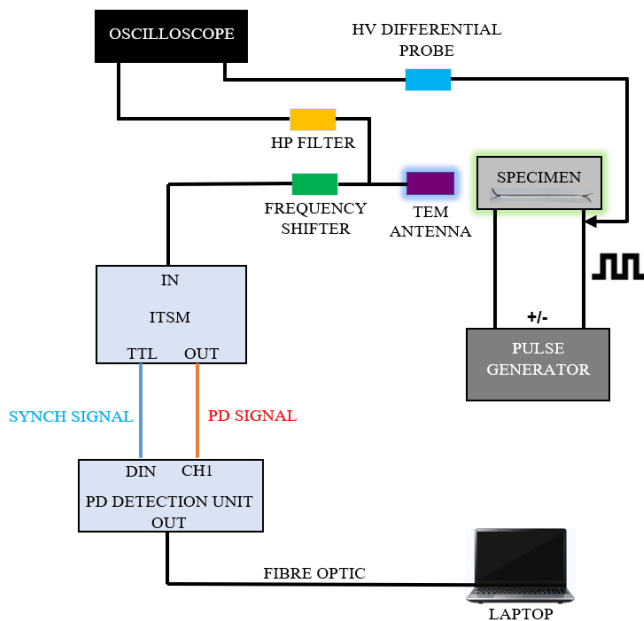 OSCILLOSCOPE
HV DIFFERENTIAL
PROBE
HP FILTER
SPECIMEN
FREQUENCY
SHIFTER
TEM
ANTENNA
IN
ITSM
TTL OUT
+/-
PULSE
GENERATOR
SYNCH SIGNAL
PD SIGNAL
DIN CH1
PD DETECTION UNIT
OUT
FIBRE OPTIC
LAPTOP